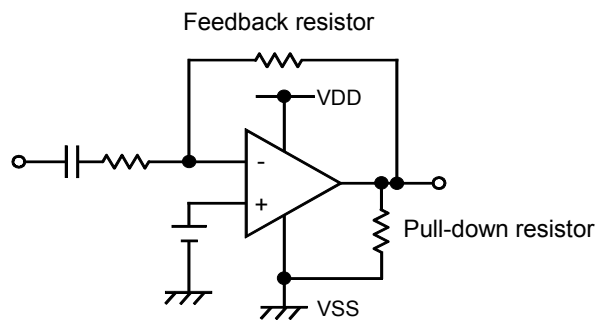 Feedback resistor
VDD
-
+
Pull-down resistor
VSS